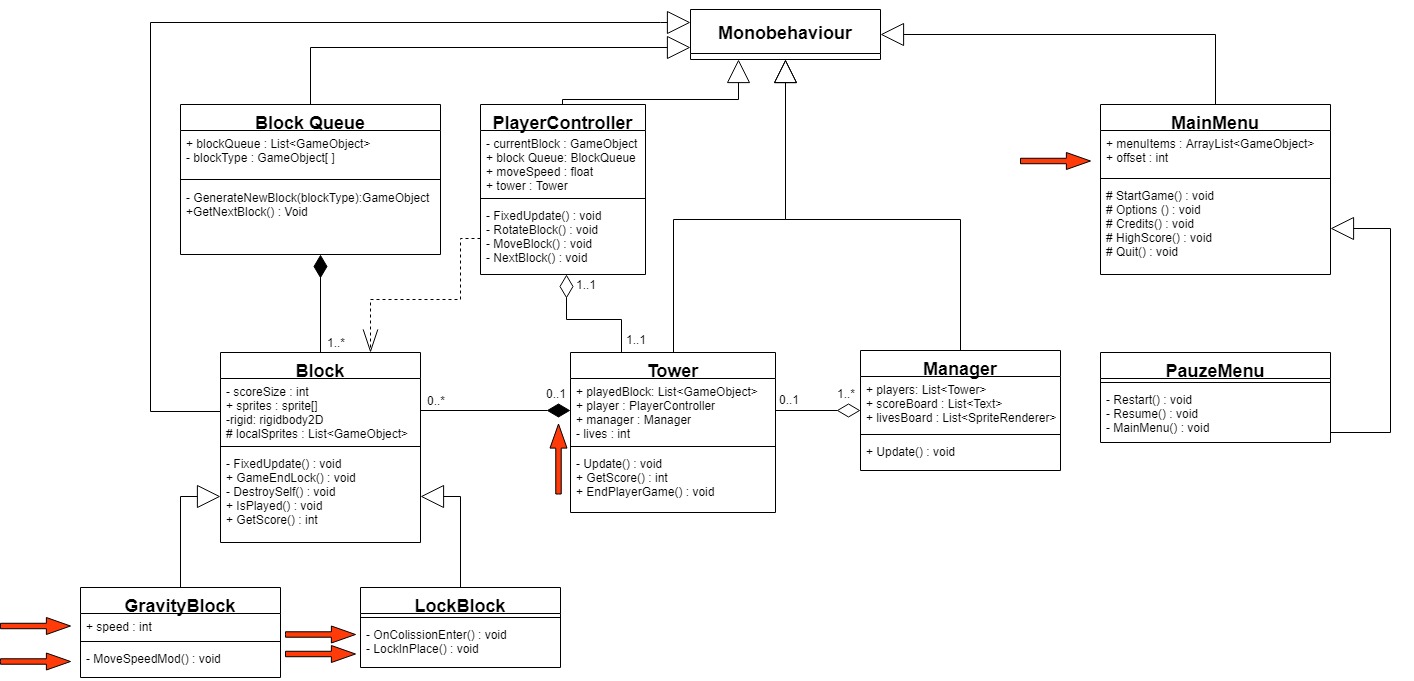 Monobehaviour
Block Queue
+ blockQueue : List<GameObject>
- blockType : GameObject[ ]
- GenerateNewBlock(blockType):GameObject
+GetNextBlock() : Void
PlayerController
- currentBlock : GameObject
+ block Queue: BlockQueue
+ moveSpeed : float
+ tower : Tower
- FixedUpdate() : void
- RotateBlock() : void
- MoveBlock() : void
- NextBlock() : void
MainMenu
+ menuItems : ArrayList<GameObject>
+ offset : int
# StartGame() : void
# Options () : void
# Credits() : void
# HighScore() : void
# Quit() : void
1..1
1..*
1..1
Block
- scoreSize : int
+ sprites : sprite[]
-rigid: rigidbody2D
# localSprites : List<GameObject>
- FixedUpdate() : void
+ GameEndLock() : void
- DestroySelf() : void
+ IsPlayed() : void
+ GetScore() : int
0..*
0..1
Tower
+ playedBlock: List<GameObject>
+ player : PlayerController
+ manager : Manager
- lives : int
- Update() : void
+ GetScore() : int
+ EndPlayerGame() : void
0..1
1..*
Manager
+ players: List<Tower>
+ scoreBoard : List<Text>
+ livesBoard : List<SpriteRenderer>
+ Update() : void
PauzeMenu
- Restart() : void
- Resume() : void
- MainMenu() : void
GravityBlock
+ speed : int
- MoveSpeedMod() : void
LockBlock
- OnColissionEnter() : void
- LockInPlace() : void